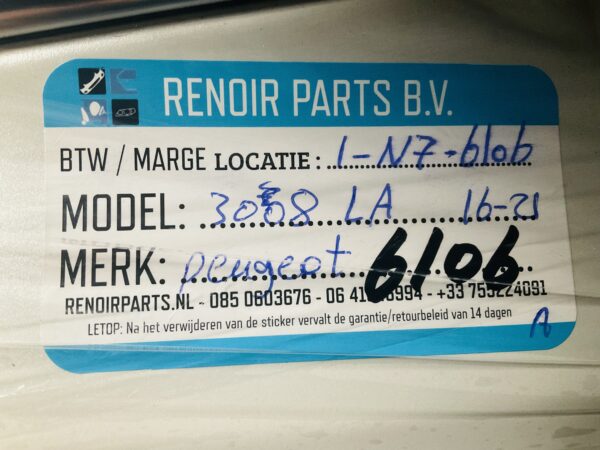 RENOIR PARTS B.V.
BTW / MARGE LOCATIE : 1-N7-6106
MODEL: 3008 LA 16-21
MERK: peugeot 6106
RENOIRPARTS.NL - 085 0603676 - 06 - +33 755224091
LETOP: Na het verwijderen van de sticker vervalt de garantie/retourbeleid van 14 dagen
A